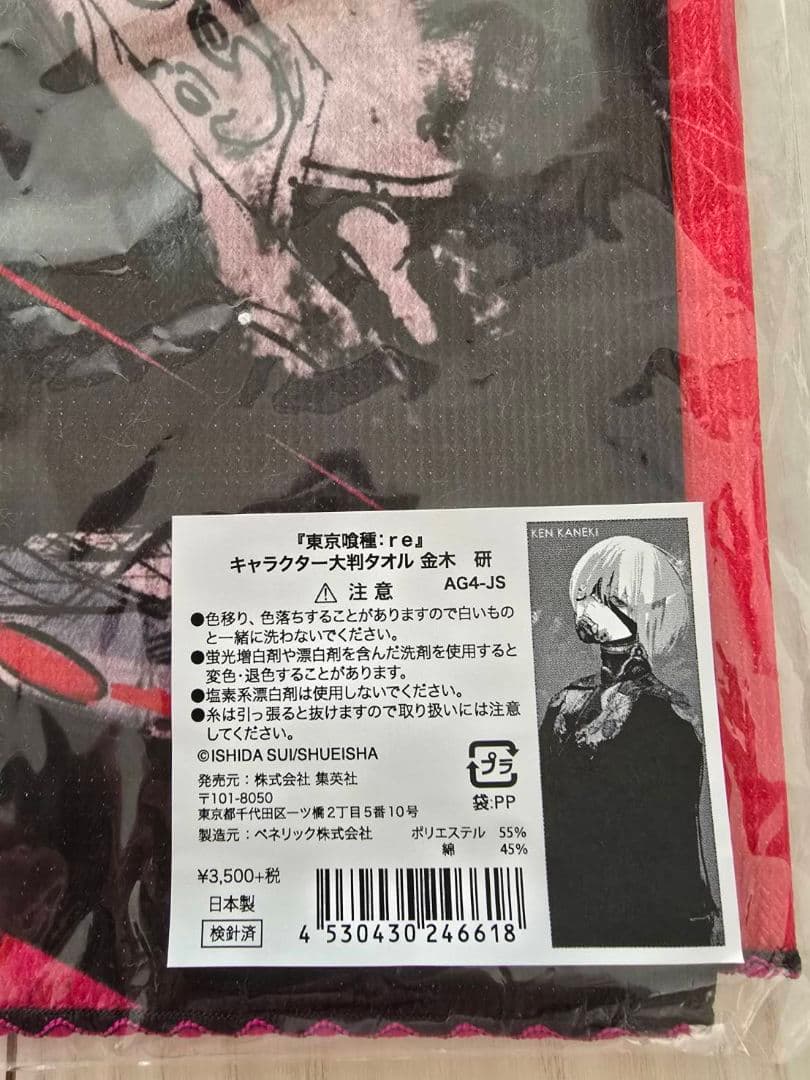 『東京喰種:re』
キャラクター大判タオル 金木 研
AG4-JS
⚠ 注意
●色移り、色落ちすることがありますので白いもの
と一緒に洗わないでください。
●蛍光増白剤や漂白剤を含んだ洗剤を使用すると
変色・退色することがあります。
●塩素系漂白剤は使用しないでください。
●糸は引っ張ると抜けますので取り扱いには注意
してください。
©ISHIDA SUI/SHUEISHA
発売元:株式会社 集英社
〒101-8050
東京都千代田区一ツ橋2丁目5番10号
製造元:ベネリック株式会社
プラ
袋:PP
ポリエステル 55%
綿 45%
¥3,500+税
日本製
検針済
4 530430 246618
KEN KANEKI